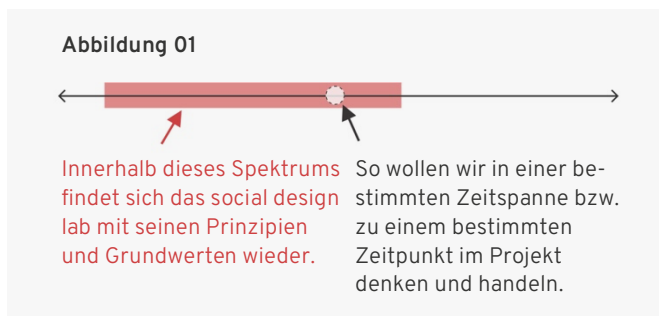 Abbildung 01
Innerhalb dieses Spektrums
findet sich das social design
lab mit seinen Prinzipien
und Grundwerten wieder.
So wollen wir in einer be-
stimmten Zeitspanne bzw.
zu einem bestimmten
Zeitpunkt im Projekt
denken und handeln.